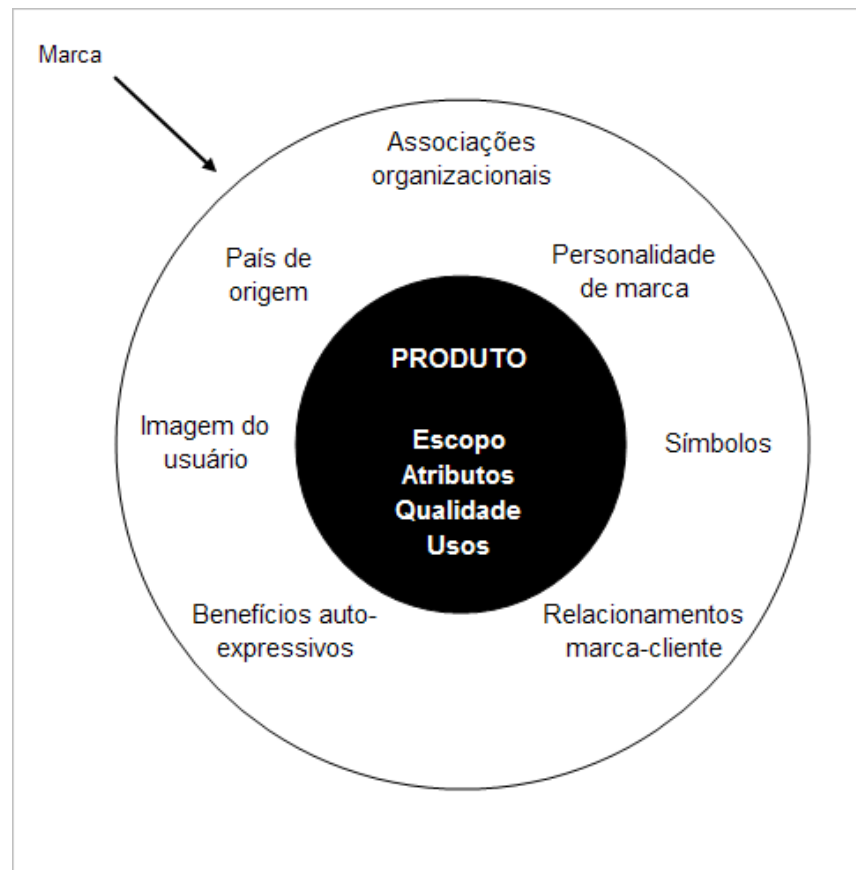 Marca
Associações
organizacionais
País de
origem
Personalidade
de marca
PRODUTO
Imagem do
usuário
Escopo
Atributos
Qualidade
Usos
Símbolos
Benefícios auto-
expressivos
Relacionamentos
marca-cliente